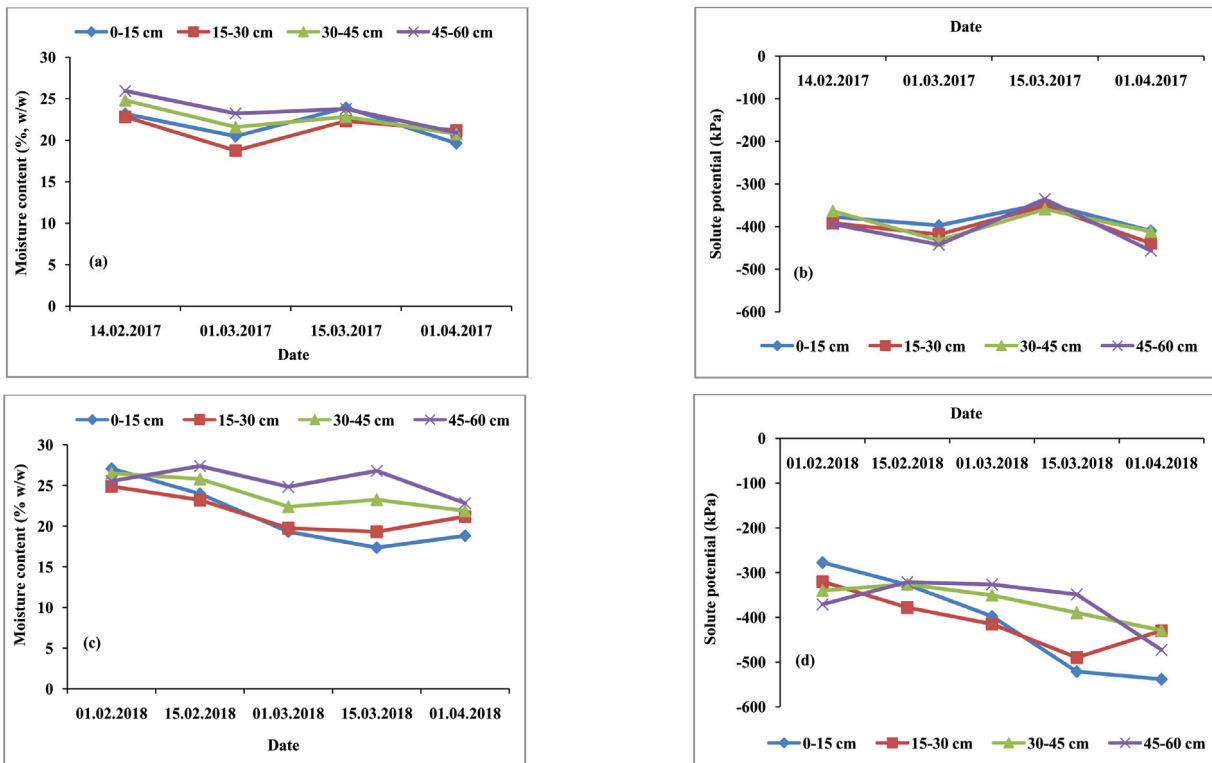 0-15 cm 15-30 cm 30-45 cm 45-60 cm
Moisture content (%, w/w)
30
25
20
15
10
5
0
(a)
14.02.2017 01.03.2017 15.03.2017 01.04.2017
Date
Date
Solute potential (kPa)
0
14.02.2017 01.03.2017 15.03.2017 01.04.2017
-100
-200
-300
-400
-500
-600
(b)
0-15 cm 15-30 cm 30-45 cm 45-60 cm
0-15 cm 15-30 cm 30-45 cm 45-60 cm
Moisture content (% w/w)
30
25
20
15
10
5
0
(c)
01.02.2018 15.02.2018 01.03.2018 15.03.2018 01.04.2018
Date
Date
Solute potential (kPa)
0
01.02.2018 15.02.2018 01.03.2018 15.03.2018 01.04.2018
-100
-200
-300
-400
-500
-600
(d)
0-15 cm 15-30 cm 30-45 cm 45-60 cm